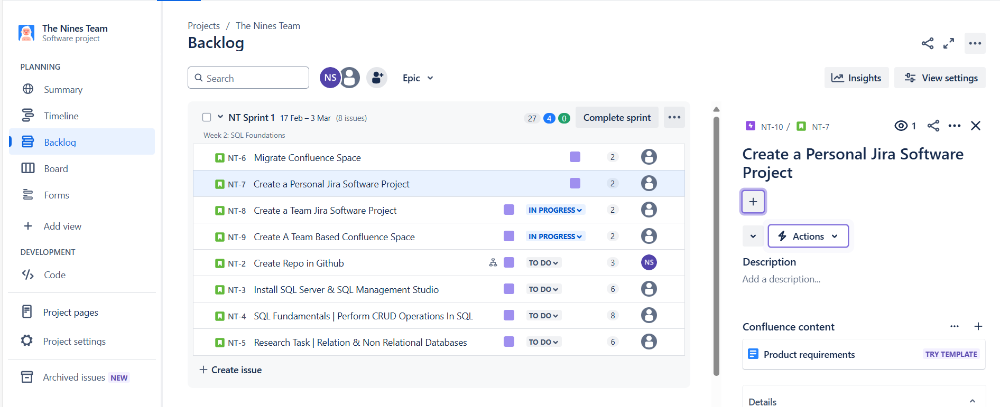 The Nines Team
Software project
PLANNING
Summary
Timeline
Backlog
Board
Forms
Add view
DEVELOPMENT
Code
Project pages
Project settings
Archived issues NEW
Projects / The Nines Team
Backlog
Search
NS
Epic
Insights
View settings
NT Sprint 1 17 Feb – 3 Mar (8 issues)
27 4 0
Complete sprint
Week 2: SQL Foundations
NT-6 Migrate Confluence Space 2
NT-7 Create a Personal Jira Software Project 2
NT-8 Create a Team Jira Software Project IN PROGRESS 2
NT-9 Create A Team Based Confluence Space IN PROGRESS 2
NT-2 Create Repo in Github TO DO 3 NS
NT-3 Install SQL Server & SQL Management Studio TO DO 6
NT-4 SQL Fundamentals | Perform CRUD Operations In SQL TO DO 8
NT-5 Research Task | Relation & Non Relational Databases TO DO 6
+ Create issue
NT-10 / NT-7
1
Create a Personal Jira Software
Project
Actions
Description
Add a description...
Confluence content
Product requirements TRY TEMPLATE
Details